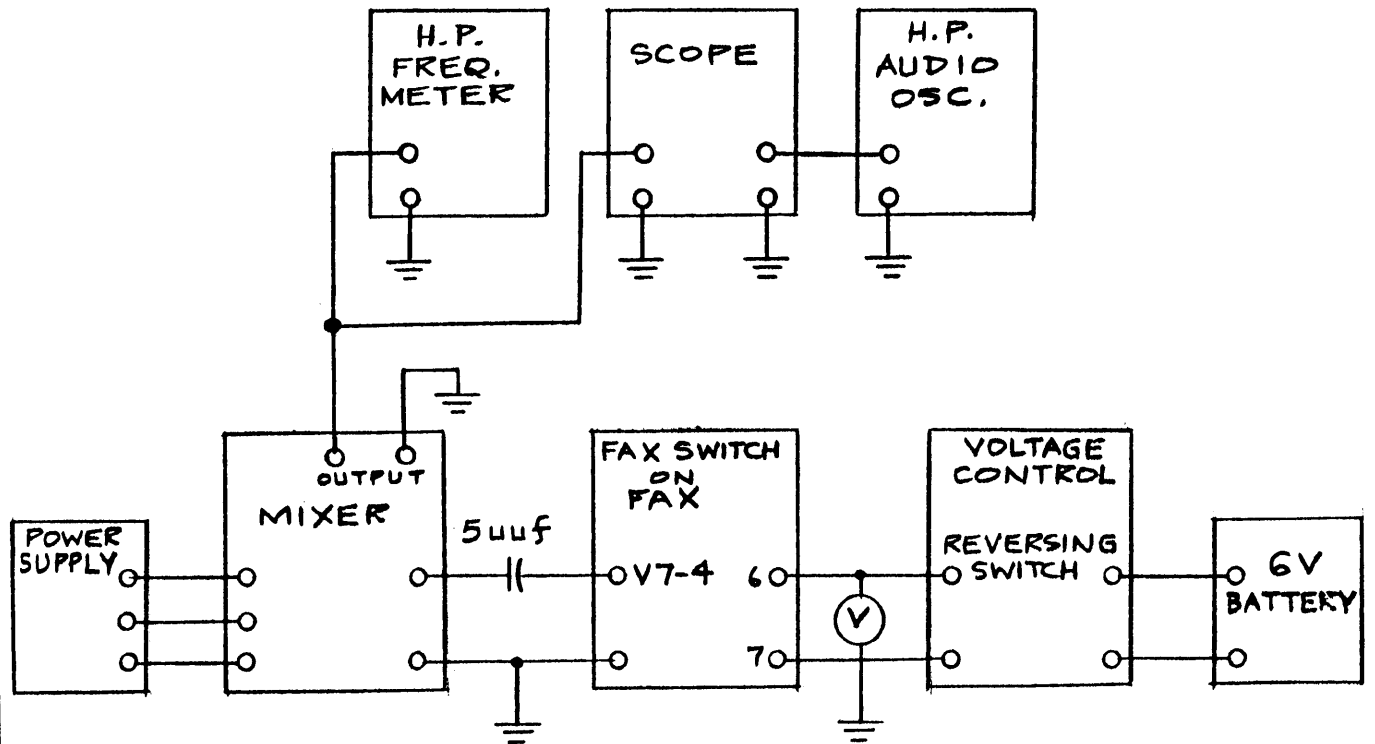 H.P.
FREQ.
METER
SCOPE
H.P.
AUDIO
OSC.
OUTPUT
MIXER
POWER
SUPPLY
5uuf
FAX SWITCH
ON
FAX
V7-4
6
7
V
VOLTAGE
CONTROL
REVERSING
SWITCH
6V
BATTERY